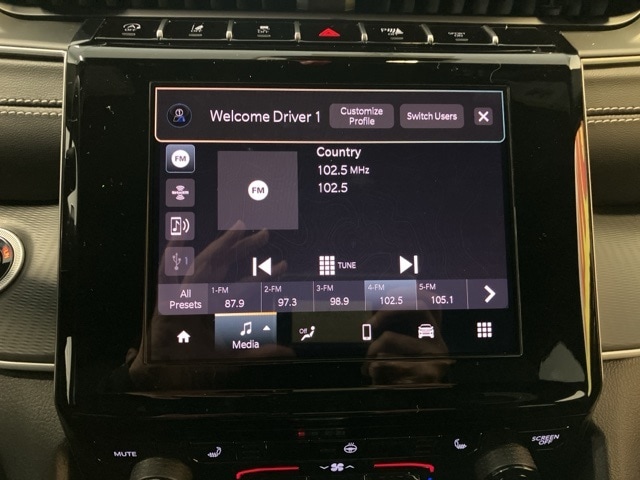 Welcome Driver 1
Customize
Profile
Switch Users
FM
FM
Country
102.5 MHz
102.5
TUNE
1
All
Presets
1-FM
87.9
2-FM
97.3
3-FM
98.9
4-FM
102.5
5-FM
105.1
Media
Off
MUTE
SCREEN
OFF